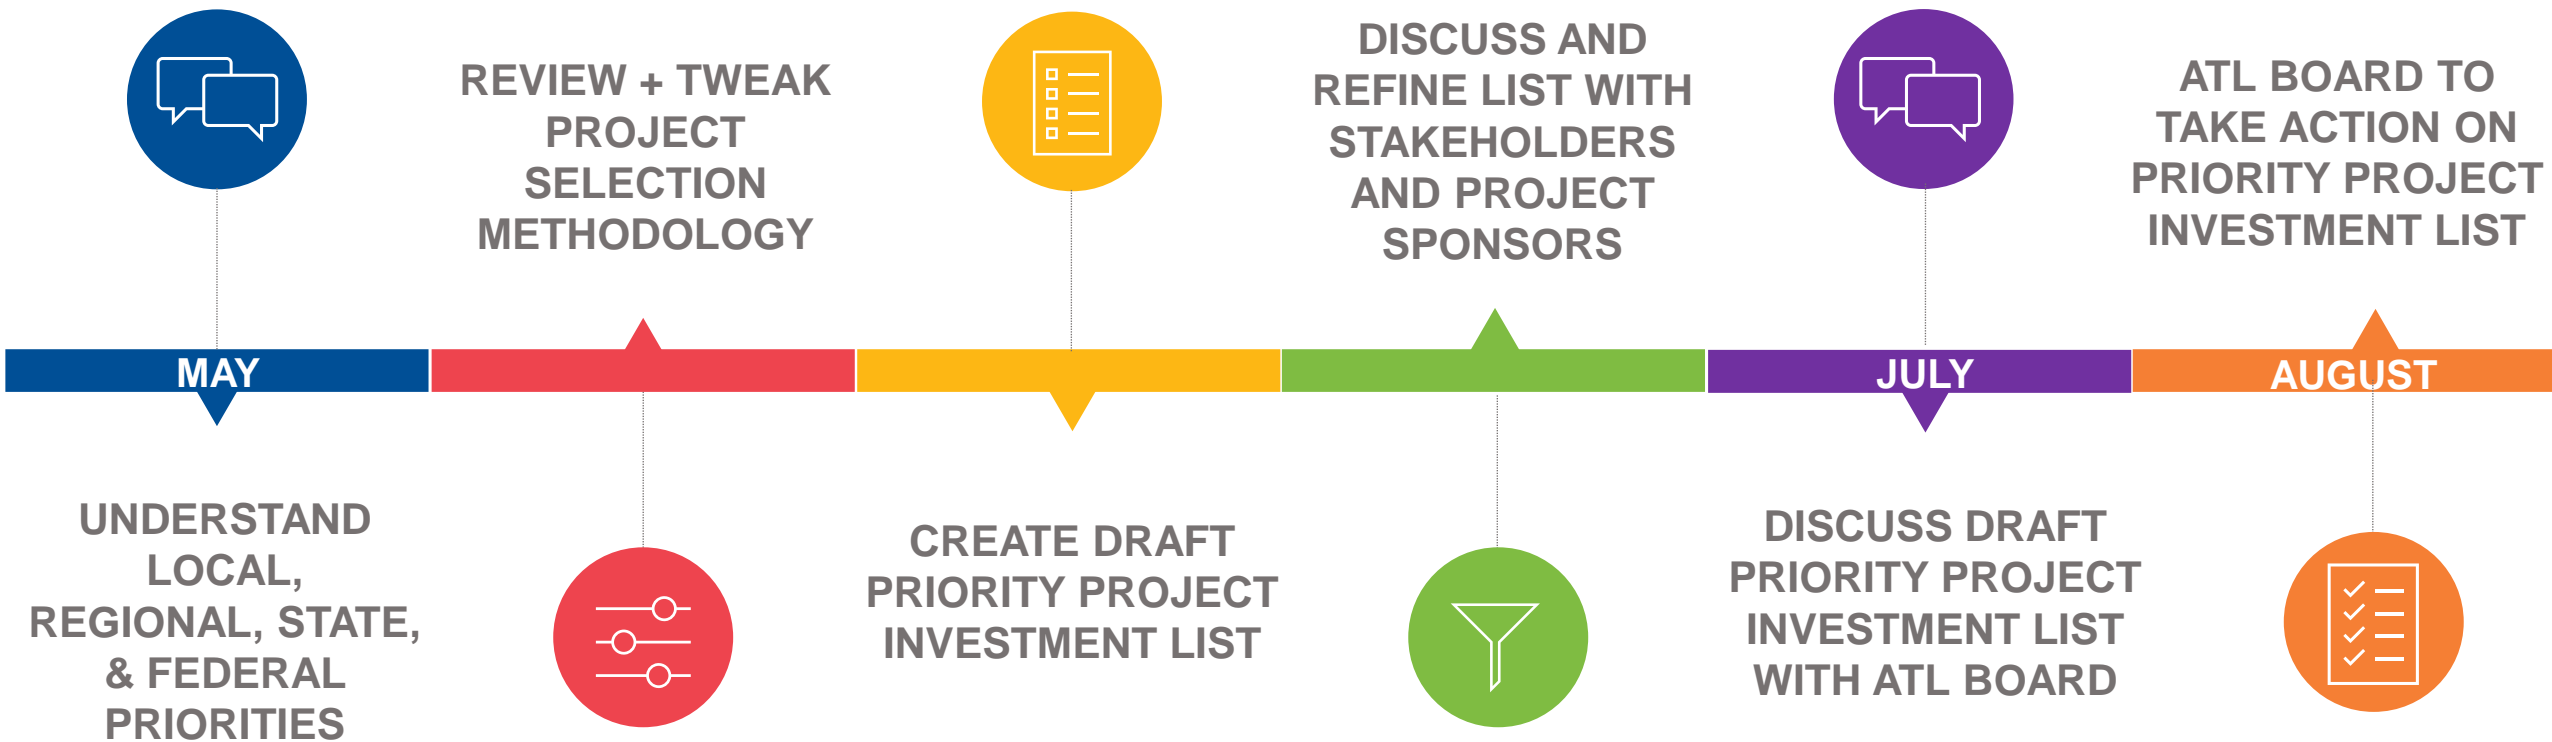 MAY
UNDERSTAND
LOCAL,
REGIONAL, STATE,
& FEDERAL
PRIORITIES
REVIEW + TWEAK
PROJECT
SELECTION
METHODOLOGY
CREATE DRAFT
PRIORITY PROJECT
INVESTMENT LIST
DISCUSS AND
REFINE LIST WITH
STAKEHOLDERS
AND PROJECT
SPONSORS
JULY
DISCUSS DRAFT
PRIORITY PROJECT
INVESTMENT LIST
WITH ATL BOARD
ATL BOARD TO
TAKE ACTION ON
PRIORITY PROJECT
INVESTMENT LIST
AUGUST